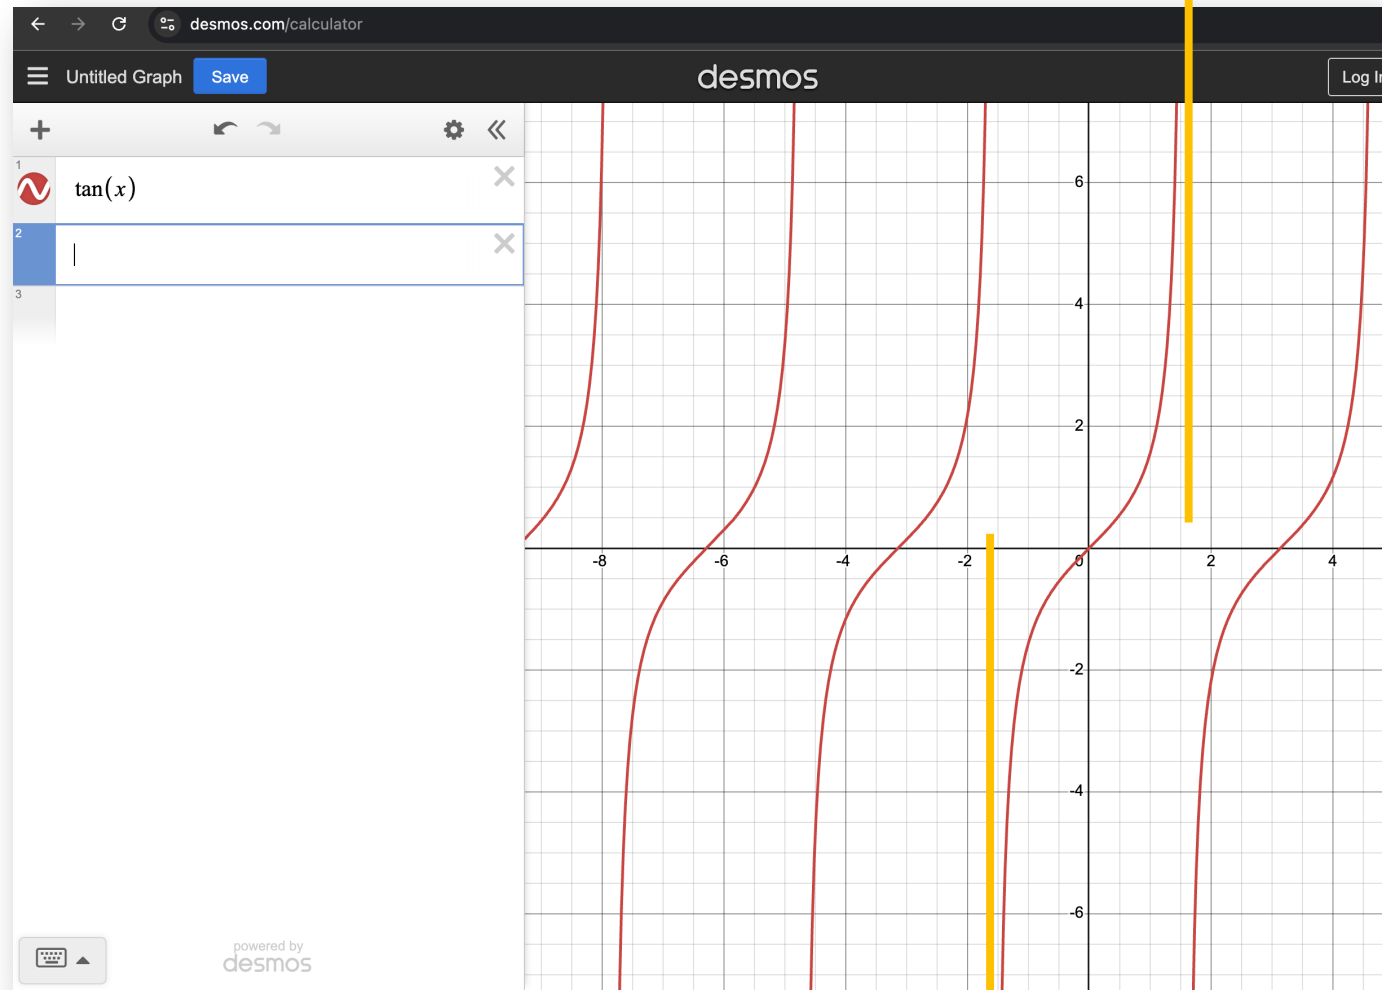 desmos.com/calculator
Untitled Graph Save desmos Log I
1
tan(x)
2
3
6
4
2
-8 -6 -4 -2 0 2 4
-2
-4
-6
powered by
desmos